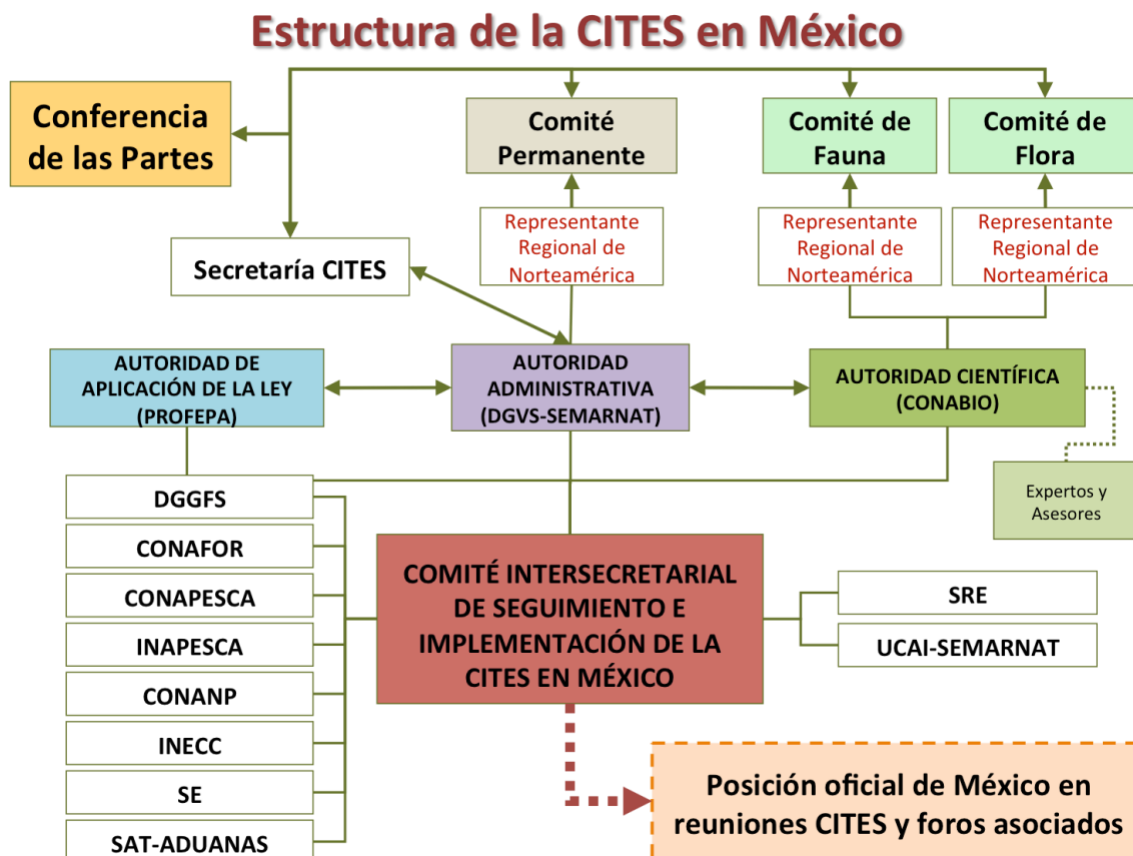 Estructura de la CITES en México
Conferencia
de las Partes
Comité
Permanente
Comité de
Fauna
Comité de
Flora
Representante
Regional de
Norteamérica
Representante
Regional de
Norteamérica
Representante
Regional de
Norteamérica
Secretaría CITES
AUTORIDAD DE
APLICACIÓN DE LA LEY
(PROFEPA)
AUTORIDAD
ADMINISTRATIVA
(DGVS-SEMARNAT)
AUTORIDAD CIENTÍFICA
(CONABIO)
Expertos y
Asesores
DGGFS
CONAFOR
CONAPESCA
INAPESCA
CONANP
INECC
SE
SAT-ADUANAS
COMITÉ INTERSECRETARIAL
DE SEGUIMIENTO E
IMPLEMENTACIÓN DE LA
CITES EN MÉXICO
SRE
UCAI-SEMARNAT
Posición oficial de México en
reuniones CITES y foros asociados